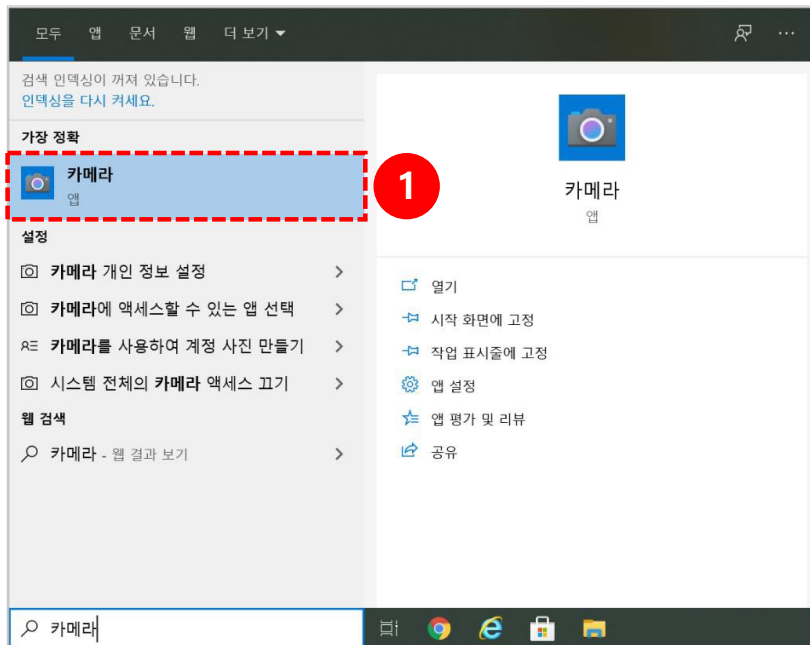 모두 앱 문서 웹 더 보기
검색 인덱싱이 꺼져 있습니다.
인덱싱을 다시 켜세요.
가장 정확
카메라
앱
1
설정
카메라 개인 정보 설정
카메라에 액세스할 수 있는 앱 선택
카메라를 사용하여 계정 사진 만들기
시스템 전체의 카메라 액세스 끄기
웹 검색
카메라 - 웹 결과 보기
카메라
앱
열기
시작 화면에 고정
작업 표시줄에 고정
앱 설정
앱 평가 및 리뷰
공유
카메라